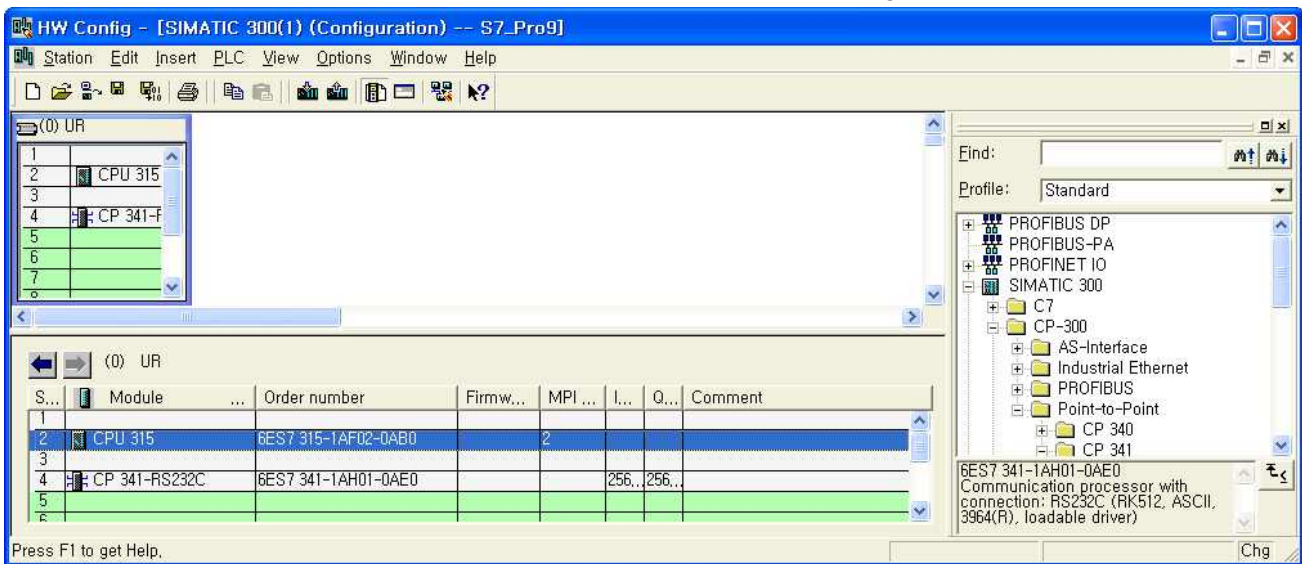 HW Config - [SIMATIC 300(1) (Configuration) -- S7_Pro9]
Station Edit Insert PLC View Options Window Help
(0) UR
1
2 CPU 315
3
4 CP 341-F
5
6
7
Find:
Profile: Standard
PROFIBUS DP
PROFIBUS-PA
PROFINET IO
SIMATIC 300
C7
CP-300
AS-Interface
Industrial Ethernet
PROFIBUS
Point-to-Point
CP 340
CP 341
6ES7 341-1AH01-0AE0
Communication processor with
connection: RS232C (RK512, ASCII,
3964(R), loadable driver)
(0) UR
S... Module ... Order number Firmw... MPI ... I... Q... Comment
1
2 CPU 315 6ES7 315-1AF02-0AB0 2
3
4 CP 341-RS232C 6ES7 341-1AH01-0AE0 256... 256...
5
6
Press F1 to get Help.
Chg